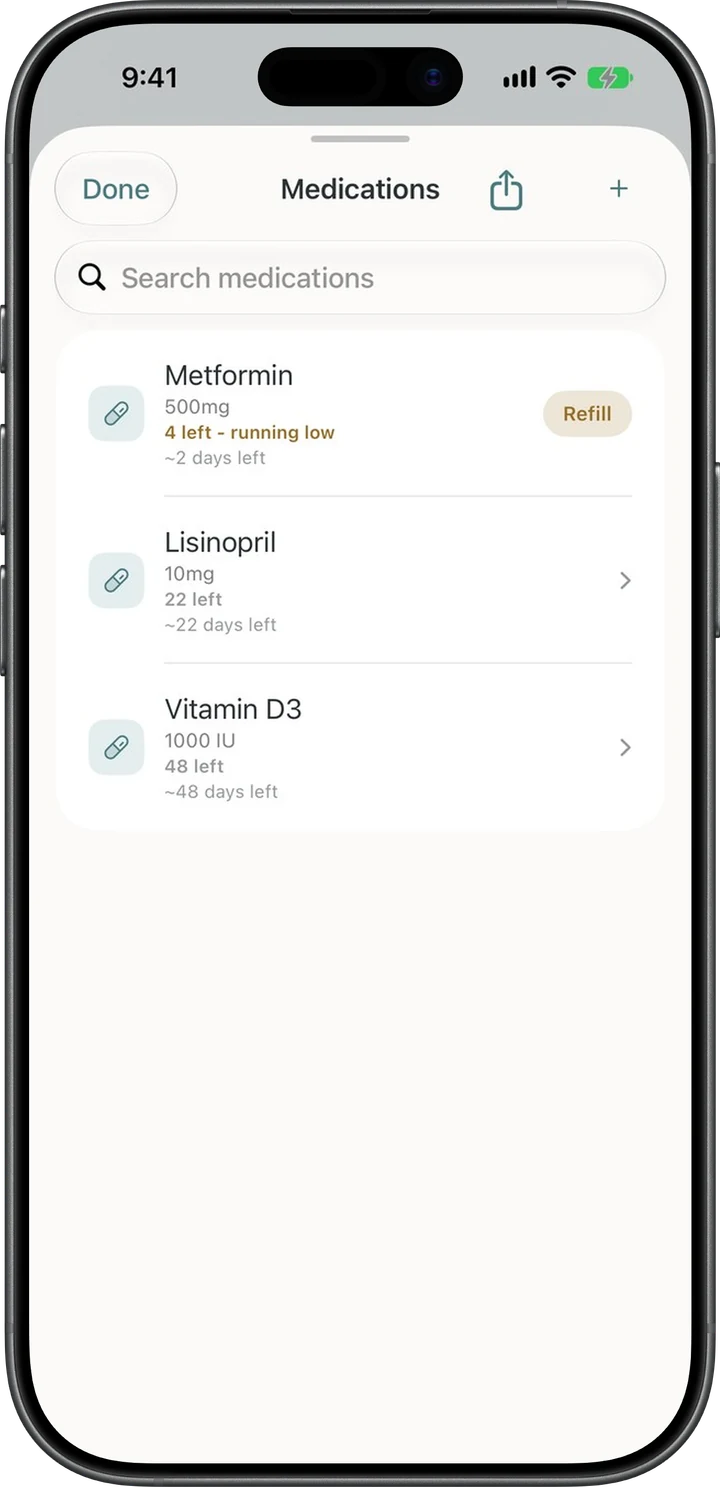 9:41
Done
Medications
+
Search medications
Metformin
500mg
4 left - running low
~2 days left
Refill
Lisinopril
10mg
22 left
~22 days left
Vitamin D3
1000 IU
48 left
~48 days left